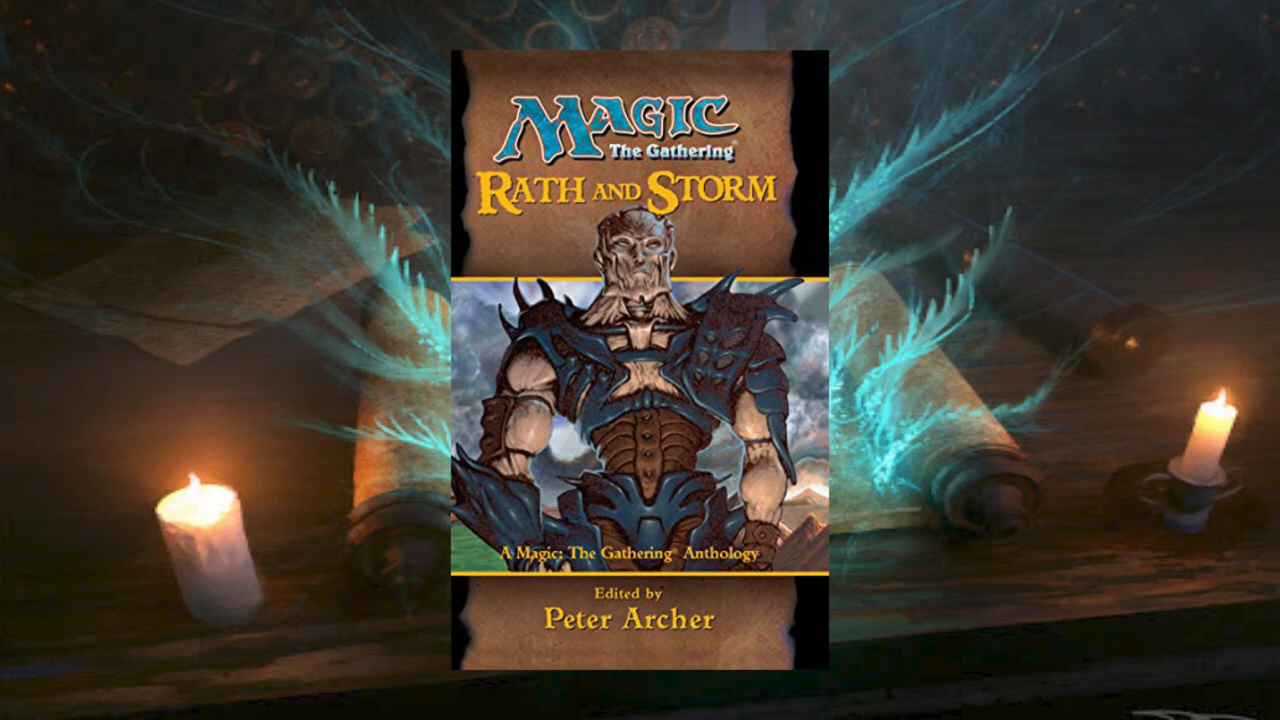 MAGIC
The Gathering®
RATH AND STORM
A Magic: The Gathering® Anthology
Edited by
Peter Archer